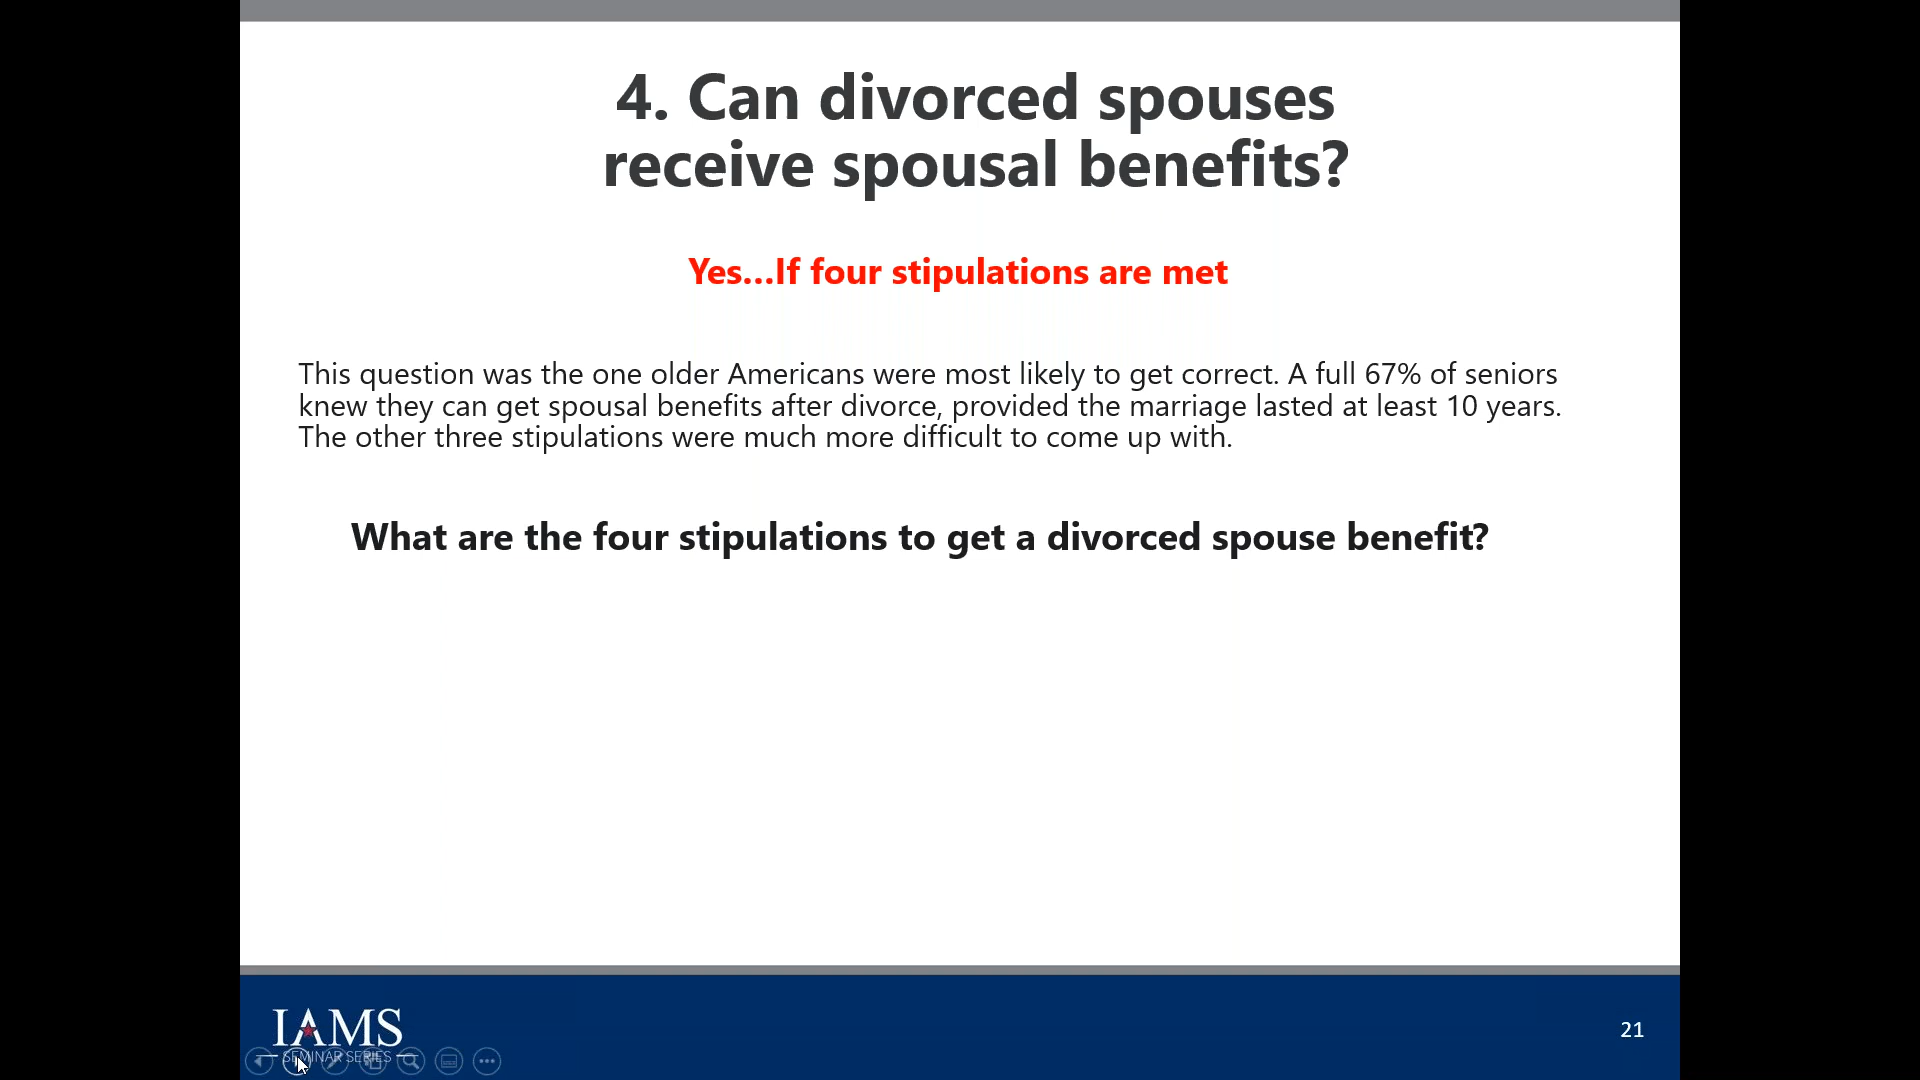 4. Can divorced spouses
receive spousal benefits?
Yes...If four stipulations are met
This question was the one older Americans were most likely to get correct. A full 67% of seniors
knew they can get spousal benefits after divorce, provided the marriage lasted at least 10 years.
The other three stipulations were much more difficult to come up with.
What are the four stipulations to get a divorced spouse benefit?
IAMS
SEMINAR SERIES
21